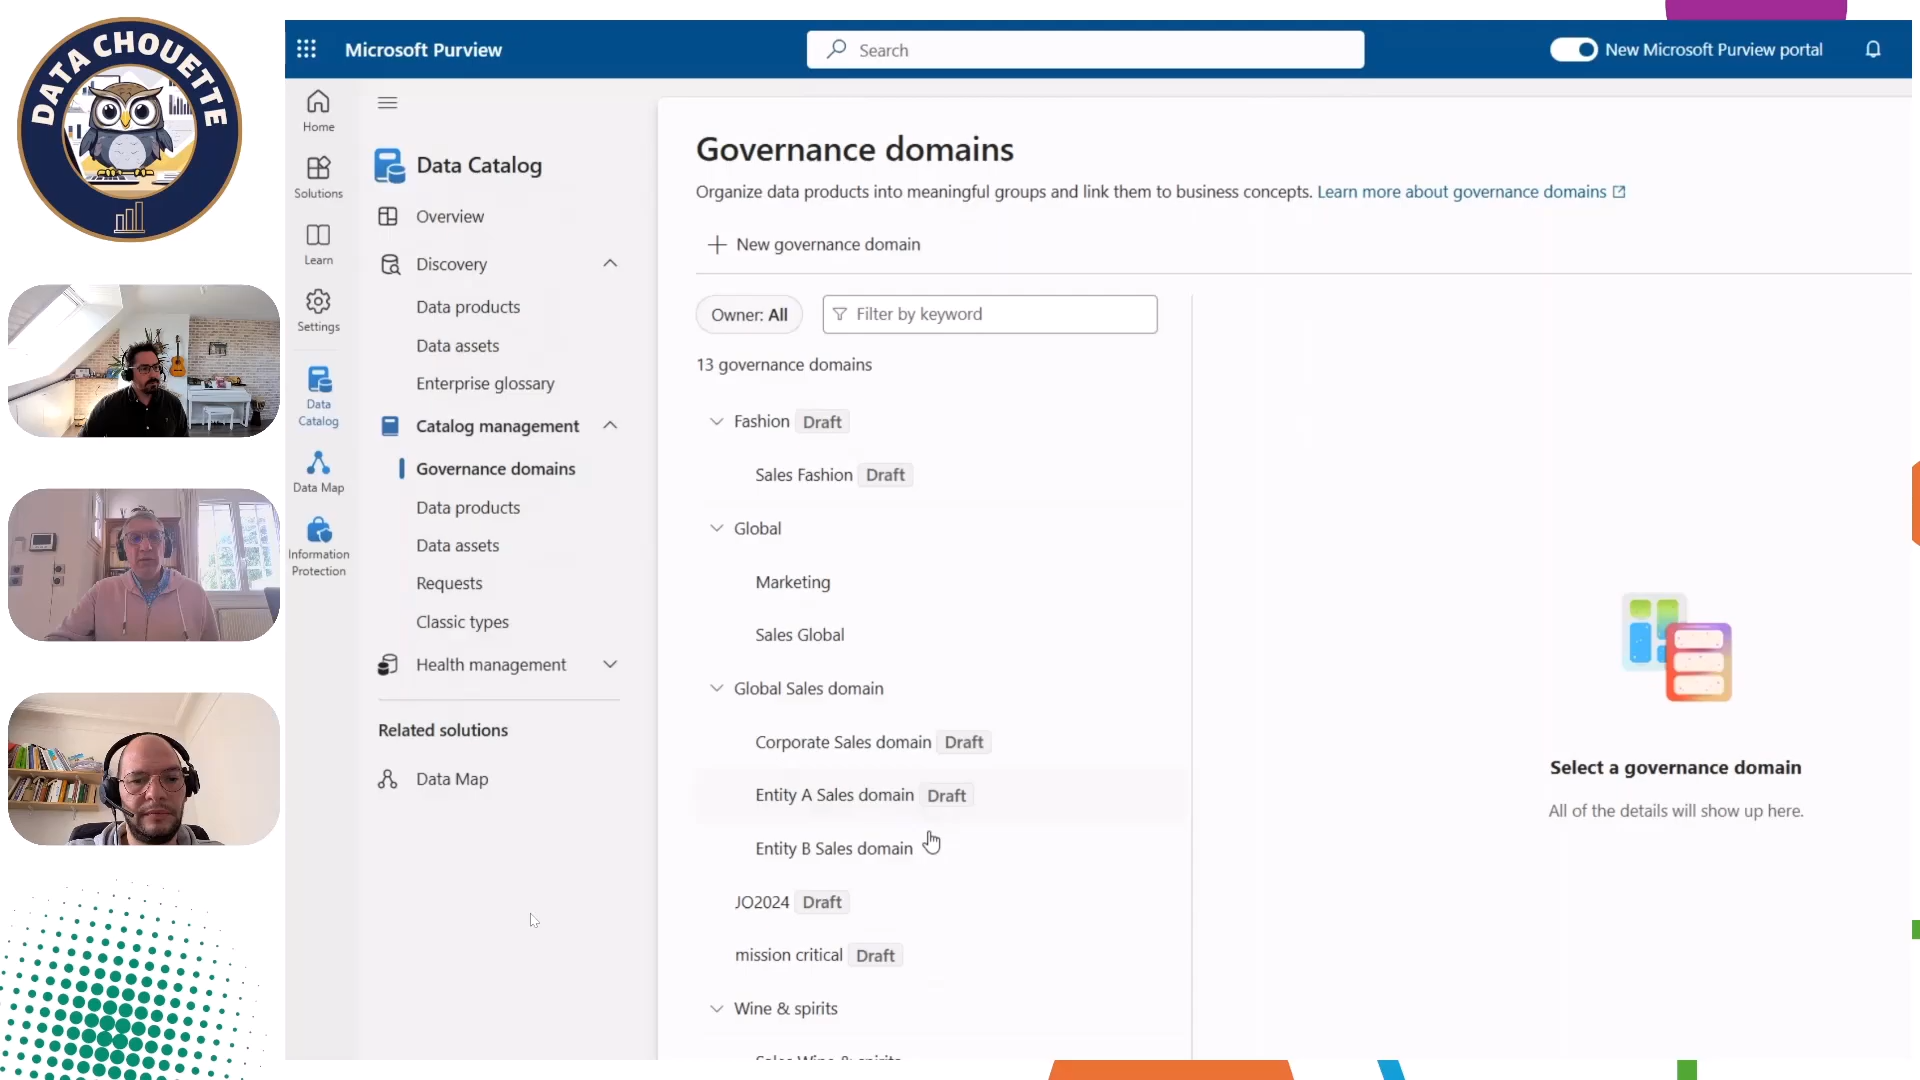 DATA CHOUETTE
Microsoft Purview
Search
New Microsoft Purview portal
Home
Solutions
Learn
Settings
Data
Catalog
Data Map
Information
Protection
Data Catalog
Overview
Discovery
Data products
Data assets
Enterprise glossary
Catalog management
Governance domains
Data products
Data assets
Requests
Classic types
Health management
Related solutions
Data Map
Governance domains
Organize data products into meaningful groups and link them to business concepts. Learn more about governance domains
New governance domain
Owner: All
Filter by keyword
13 governance domains
Fashion Draft
Sales Fashion Draft
Global
Marketing
Sales Global
Global Sales domain
Corporate Sales domain Draft
Entity A Sales domain Draft
Entity B Sales domain
JO2024 Draft
mission critical Draft
Wine & spirits
Sales Wine & spirits
Select a governance domain
All of the details will show up here.